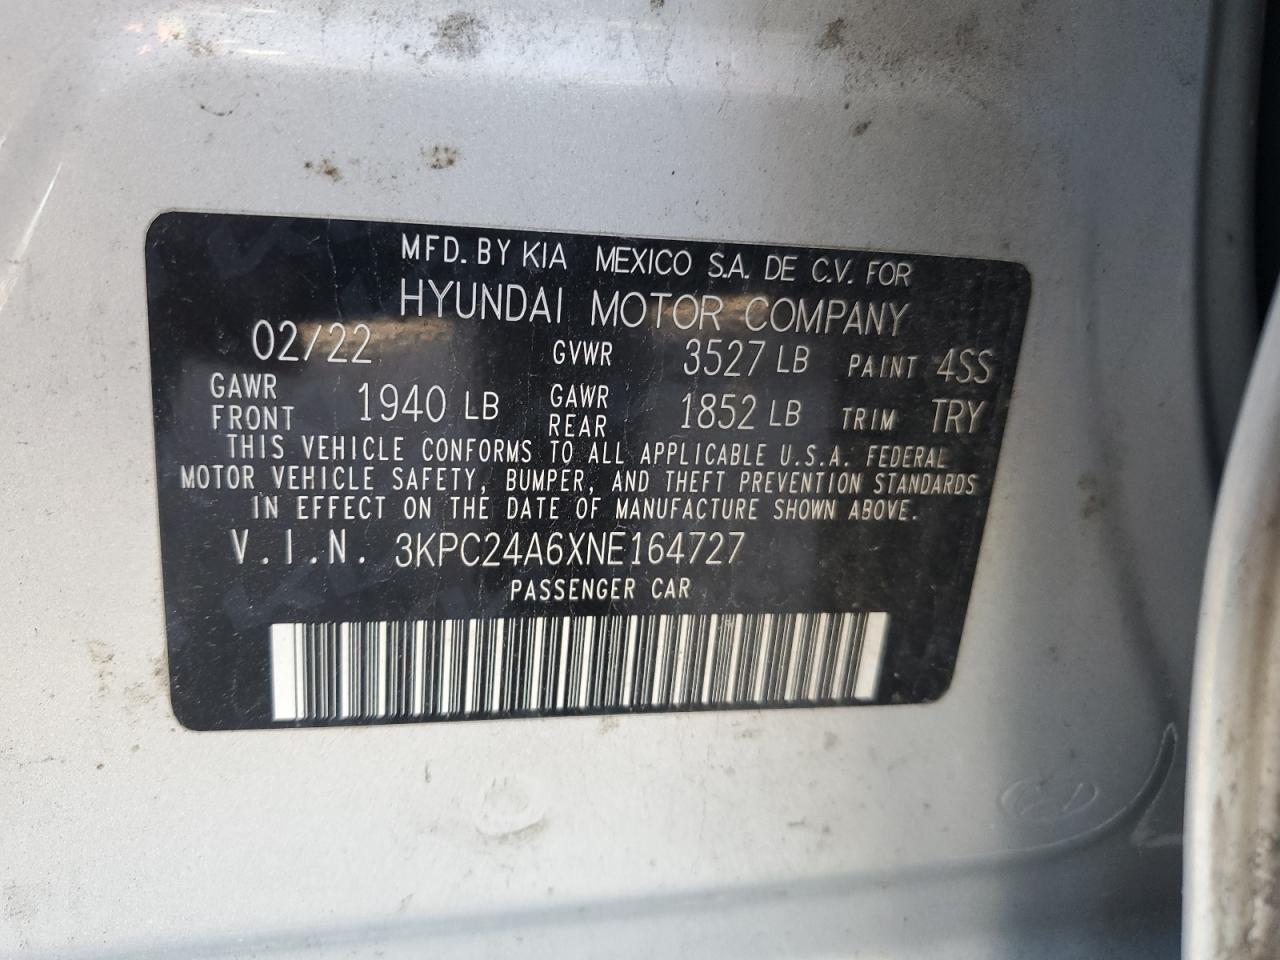 MFD. BY KIA MEXICO S.A. DE C.V. FOR
HYUNDAI MOTOR COMPANY
02/22 GVWR 3527 LB PAINT 4SS
GAWR FRONT 1940 LB GAWR REAR 1852 LB TRIM TRY
THIS VEHICLE CONFORMS TO ALL APPLICABLE U.S.A. FEDERAL
MOTOR VEHICLE SAFETY, BUMPER, AND THEFT PREVENTION STANDARDS
IN EFFECT ON THE DATE OF MANUFACTURE SHOWN ABOVE.
V.I.N. 3KPC24A6XNE164727
PASSENGER CAR